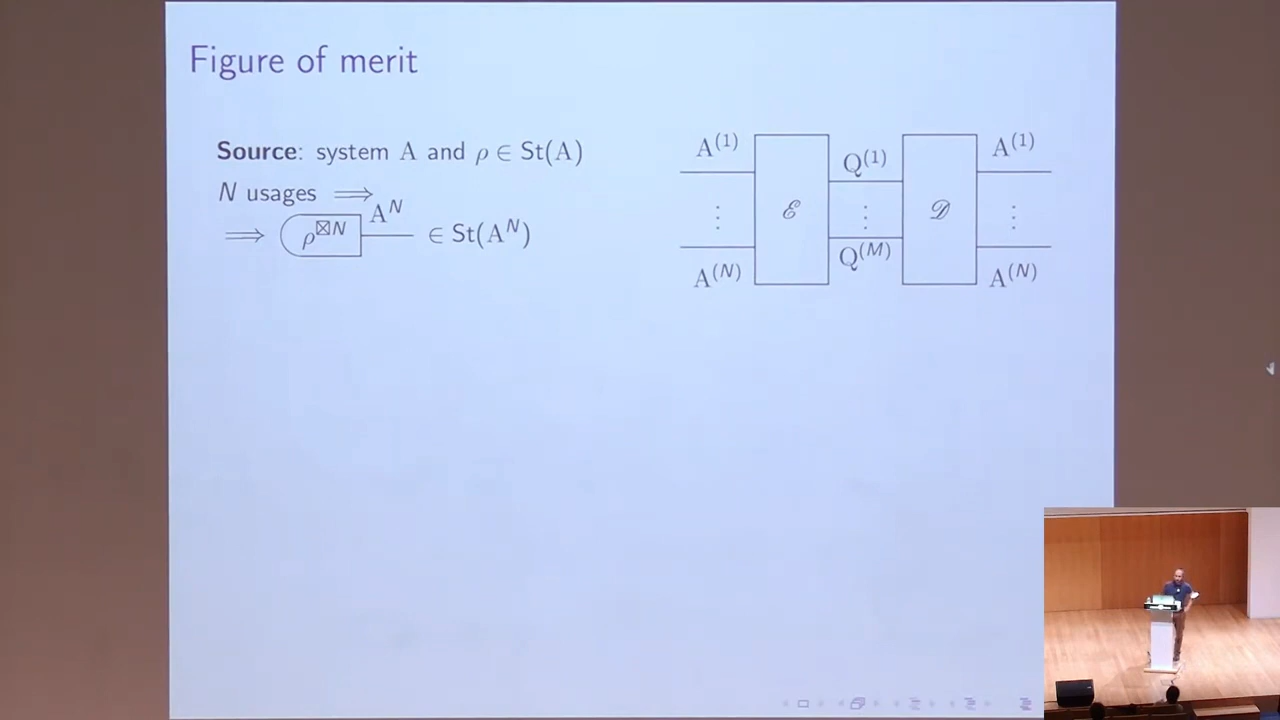 Figure of merit
Source: system A and ρ ∈ St(A)
N usages ⟹
⟹ ρ^{⊠N} A^N ∈ St(A^N)
A^{(1)} Q^{(1)} A^{(1)}
⋮ ℰ ⋮ 𝒟 ⋮
A^{(N)} Q^{(M)} A^{(N)}